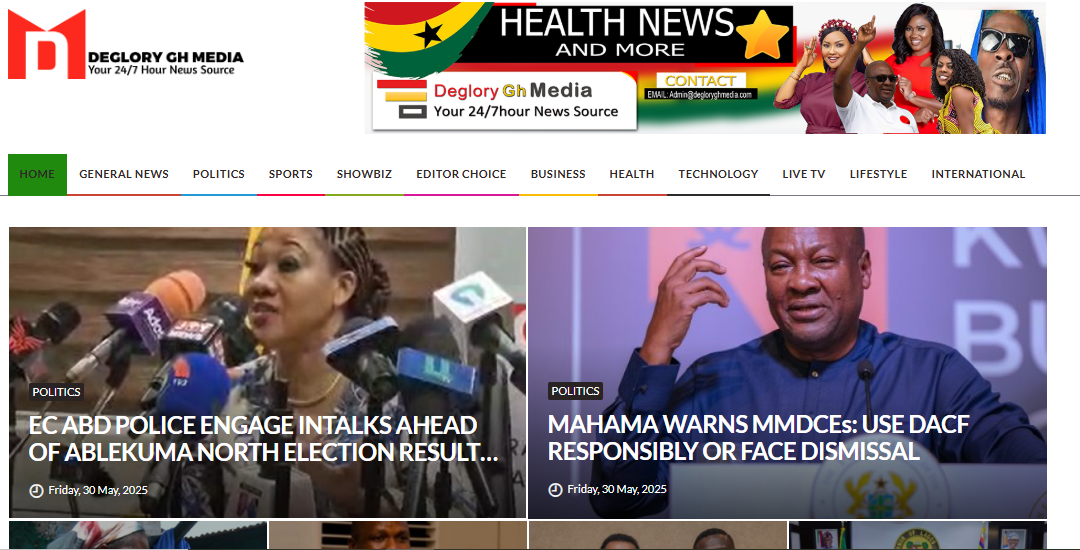 DEGLORY GH MEDIA
Your 24/7 Hour News Source
HEALTH NEWS
AND MORE
Deglory Gh Media
Your 24/7hour News Source
CONTACT
EMAIL: Admin@degloryghmedia.com
HOME GENERAL NEWS POLITICS SPORTS SHOWBIZ EDITOR CHOICE BUSINESS HEALTH TECHNOLOGY LIVE TV LIFESTYLE INTERNATIONAL
POLITICS
EC ABD POLICE ENGAGE INTALKS AHEAD
OF ABLEKUMA NORTH ELECTION RESULT...
Friday, 30 May, 2025
POLITICS
MAHAMA WARNS MMDCEs: USE DACF
RESPONSIBLY OR FACE DISMISSAL
Friday, 30 May, 2025